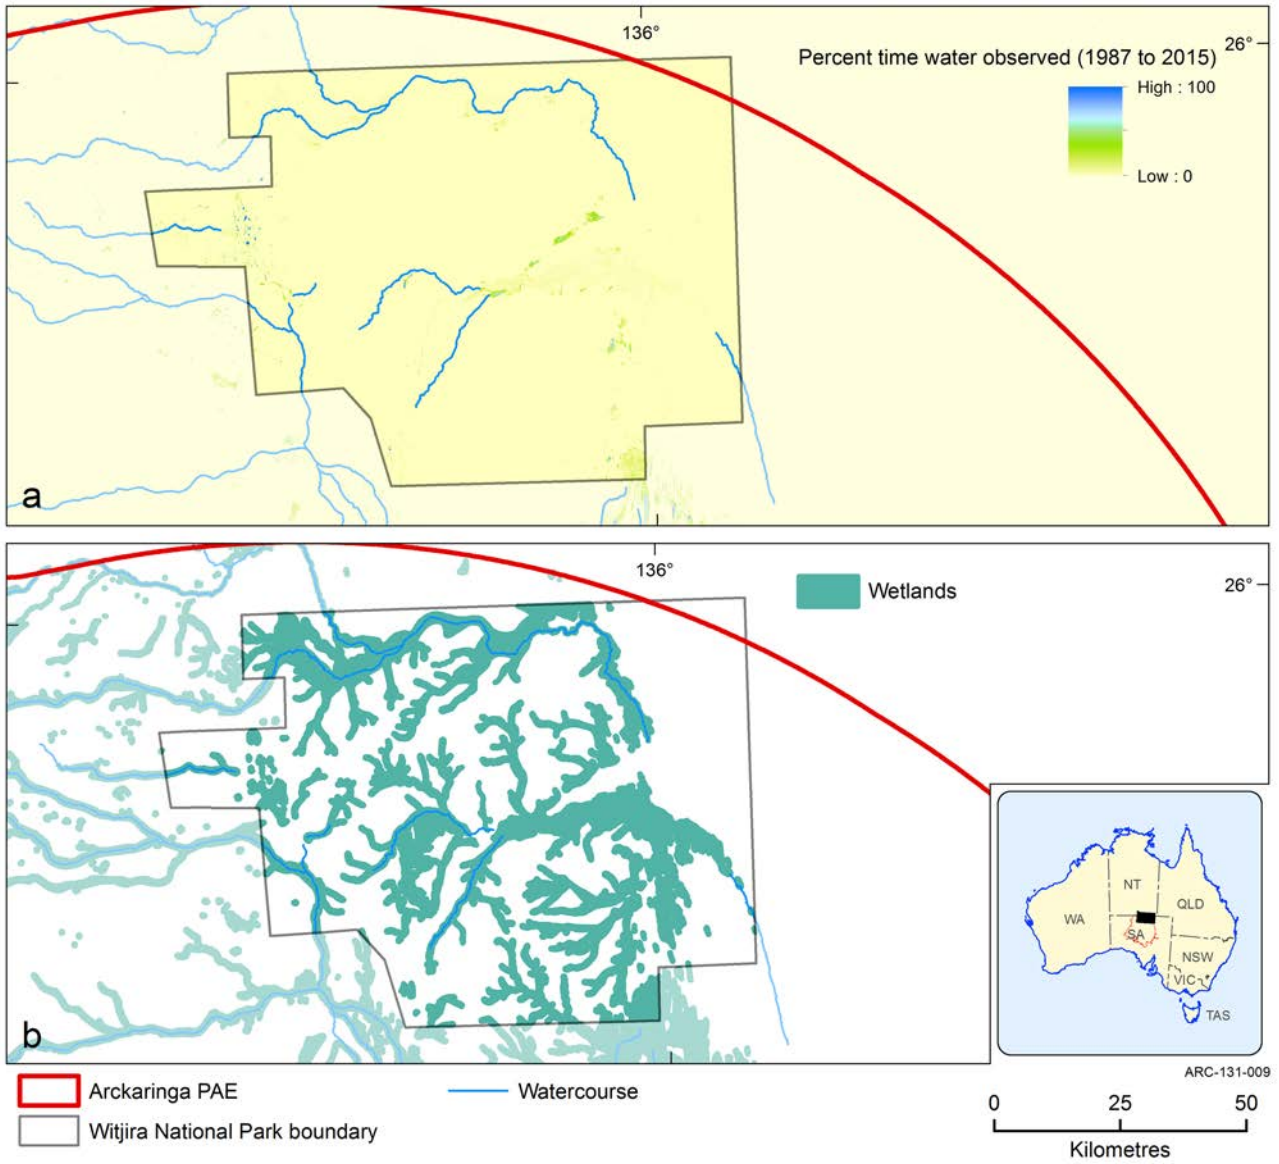 136°
26°
Percent time water observed (1987 to 2015)
High : 100
Low : 0
a
136°
26°
Wetlands
NT
QLD
WA
SA
NSW
VIC
TAS
b
ARC-131-009
Arckaringa PAE
Watercourse
Witjira National Park boundary
0 25 50
Kilometres